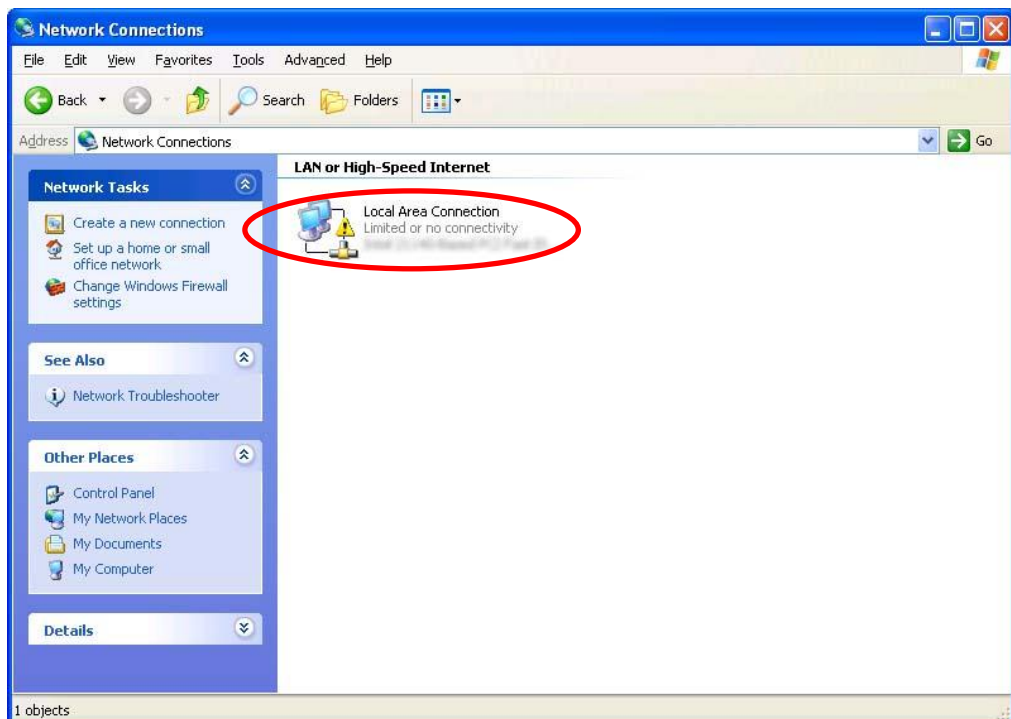 Network Connections
File Edit View Favorites Tools Advanced Help
Back Search Folders
Address Network Connections Go
Network Tasks
Create a new connection
Set up a home or small
office network
Change Windows Firewall
settings
See Also
Network Troubleshooter
Other Places
Control Panel
My Network Places
My Documents
My Computer
Details
LAN or High-Speed Internet
Local Area Connection
Limited or no connectivity
1 objects